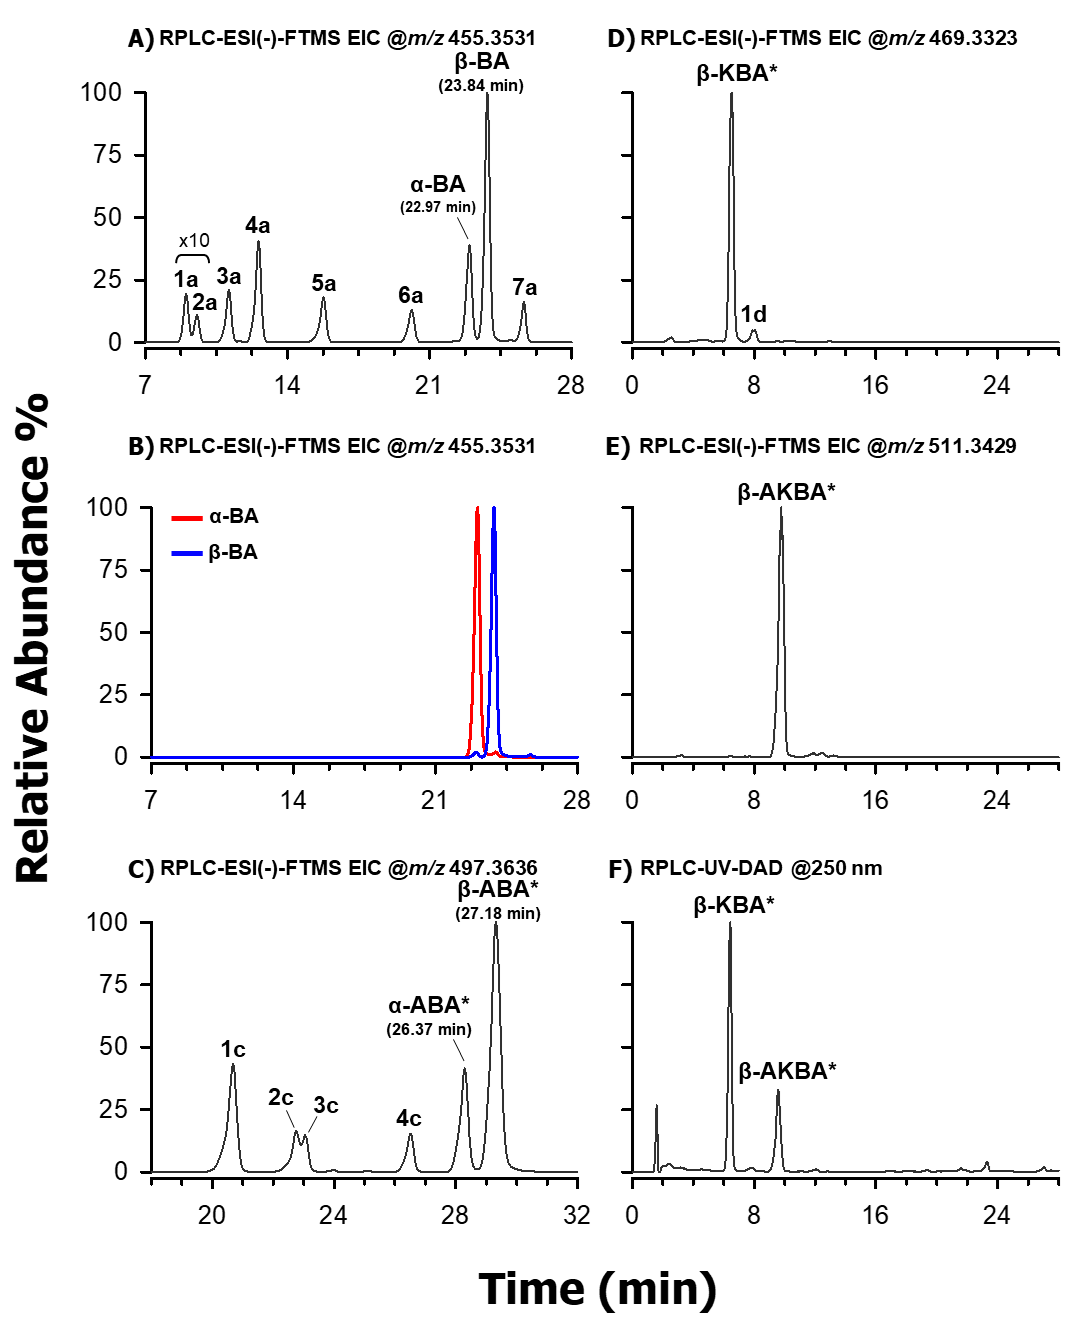 A) RPLC-ESI(-)-FTMS EIC @m/z 455.3531
β-BA
(23.84 min)
α-BA
(22.97 min)
x10
1a
2a
3a
4a
5a
6a
7a
100
75
50
25
0
7 14 21 28
D) RPLC-ESI(-)-FTMS EIC @m/z 469.3323
β-KBA*
1d
0 8 16 24
B) RPLC-ESI(-)-FTMS EIC @m/z 455.3531
α-BA
β-BA
100
75
50
25
0
7 14 21 28
E) RPLC-ESI(-)-FTMS EIC @m/z 511.3429
β-AKBA*
0 8 16 24
C) RPLC-ESI(-)-FTMS EIC @m/z 497.3636
β-ABA*
(27.18 min)
α-ABA*
(26.37 min)
1c
2c
3c
4c
100
75
50
25
0
20 24 28 32
F) RPLC-UV-DAD @250 nm
β-KBA*
β-AKBA*
0 8 16 24
Relative Abundance %
Time (min)